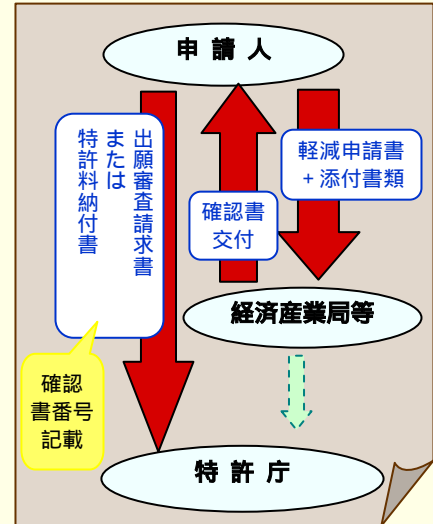 申請人
出願審査請求書
または
特許料納付書
確認書
交付
軽減申請書
+添付書類
経済産業局等
確認
書番号
記載
特許庁